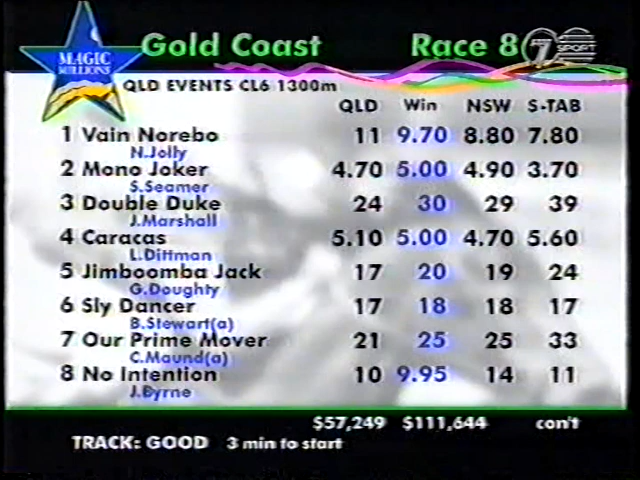 MAGIC MILLIONS Gold Coast Race 8 7 SPORT
QLD EVENTS CL6 1300m
QLD Win NSW S-TAB
1 Vain Norebo 11 9.70 8.80 7.80
N.Jolly
2 Mono Joker 4.70 5.00 4.90 3.70
S.Seamer
3 Double Duke 24 30 29 39
J.Marshall
4 Caracas 5.10 5.00 4.70 5.60
L.Dittman
5 Jimboomba Jack 17 20 19 24
G.Doughty
6 Sly Dancer 17 18 18 17
B.Stewart(a)
7 Our Prime Mover 21 25 25 33
C.Maund(a)
8 No Intention 10 9.95 14 11
J.Byrne
$57,249 $111,644 con't
TRACK: GOOD 3 min to start